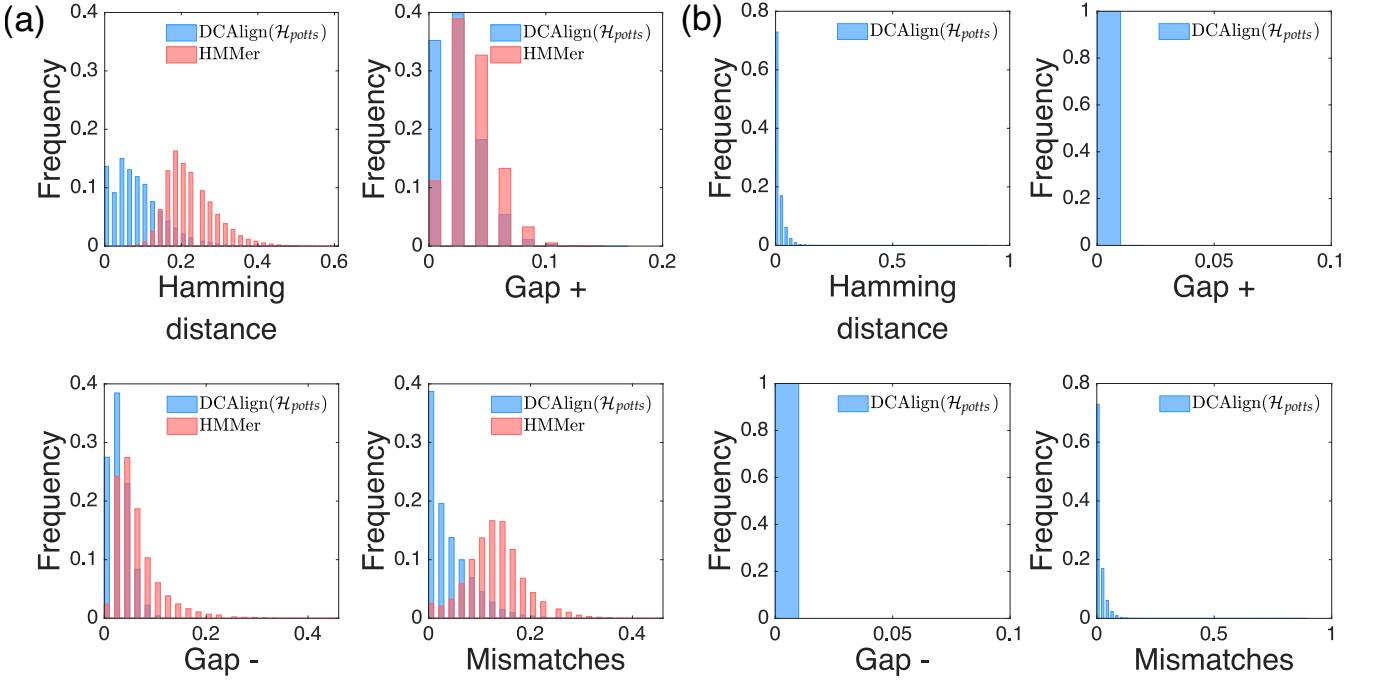 (a)
0.4
0.3
0.2
0.1
0
Frequency
DCAlign(ℋpotts)
HMMer
0 0.2 0.4 0.6
Hamming
distance
0.4
0.3
0.2
0.1
0
Frequency
DCAlign(ℋpotts)
HMMer
0 0.1 0.2
Gap +
(b)
0.8
0.6
0.4
0.2
0
Frequency
DCAlign(ℋpotts)
0 0.5 1
Hamming
distance
1
0.8
0.6
0.4
0.2
0
Frequency
DCAlign(ℋpotts)
0 0.05 0.1
Gap +
0.4
0.3
0.2
0.1
0
Frequency
DCAlign(ℋpotts)
HMMer
0 0.2 0.4
Gap -
0.4
0.3
0.2
0.1
0
Frequency
DCAlign(ℋpotts)
HMMer
0 0.2 0.4
Mismatches
1
0.8
0.6
0.4
0.2
0
Frequency
DCAlign(ℋpotts)
0 0.05 0.1
Gap -
0.8
0.6
0.4
0.2
0
Frequency
DCAlign(ℋpotts)
0 0.5 1
Mismatches